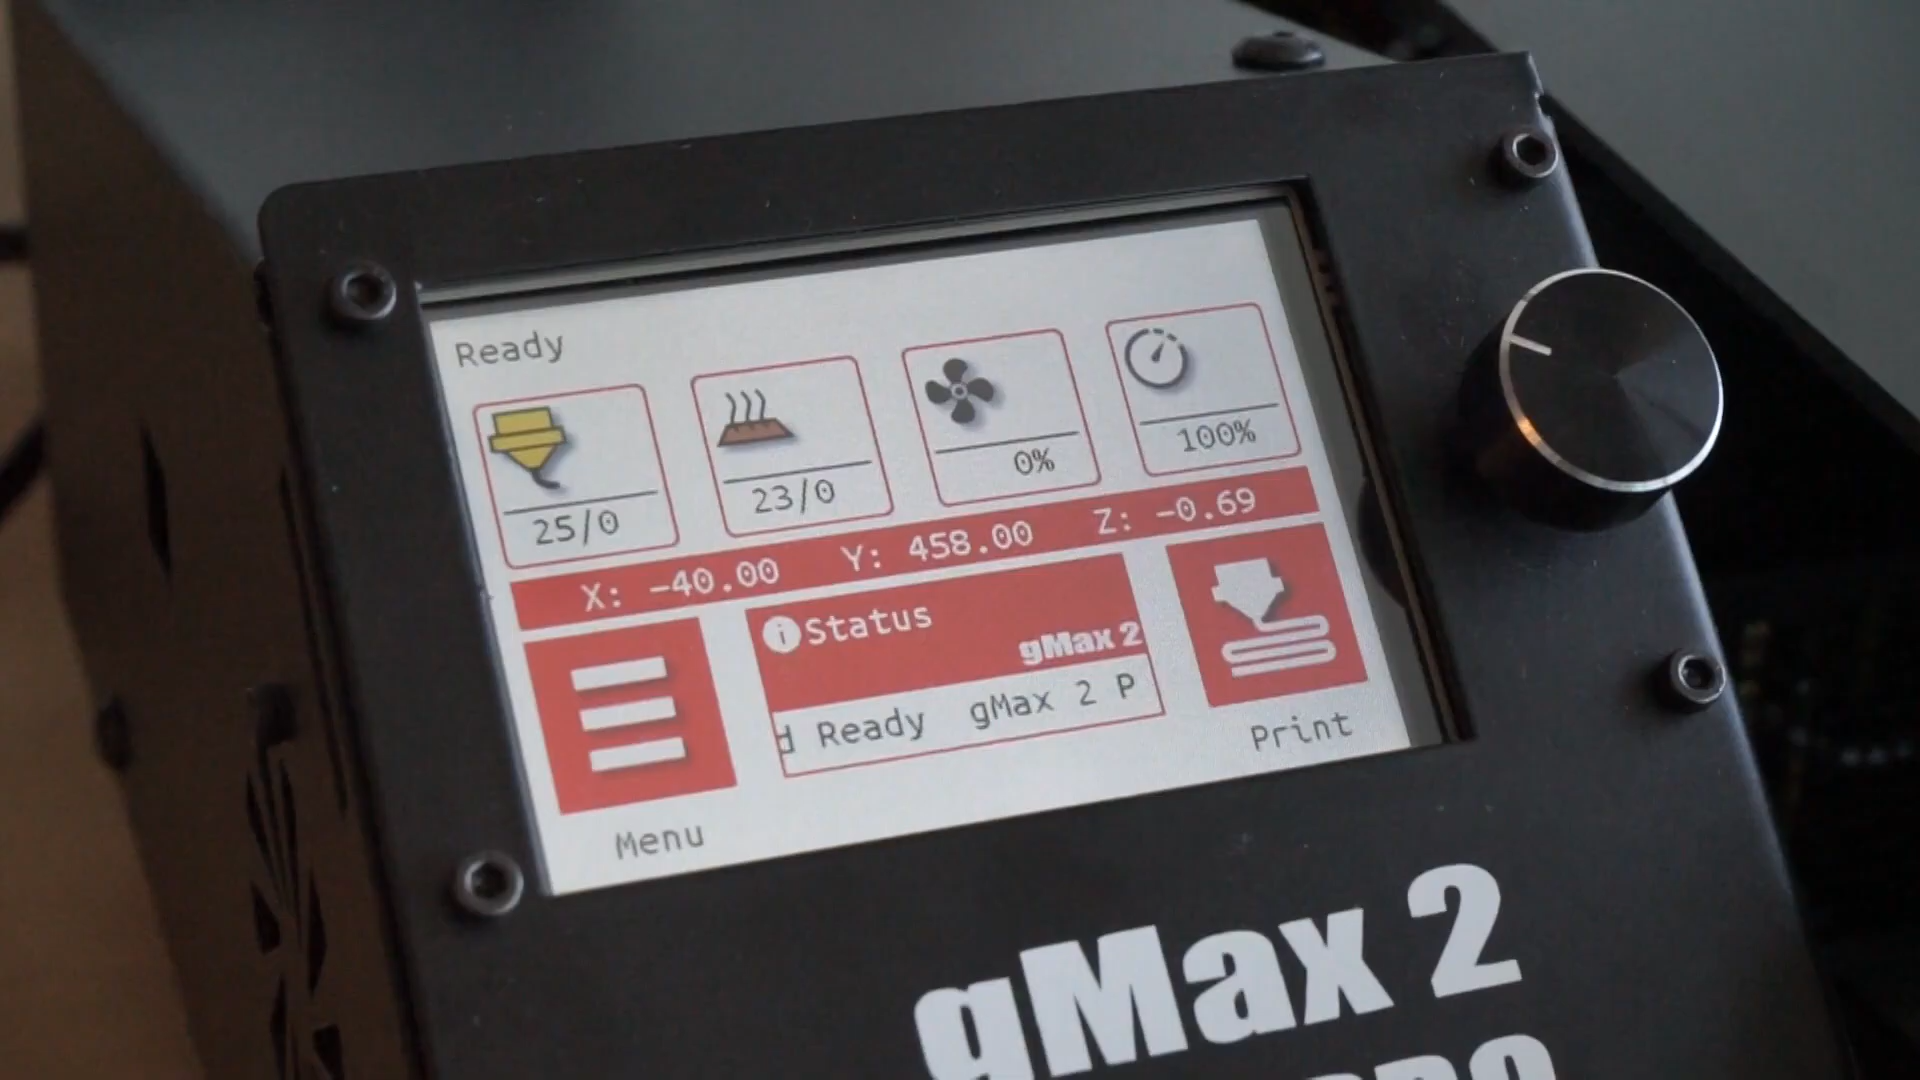 Ready
25/0
23/0
0%
100%
X: -40.00 Y: 458.00 Z: -0.69
Status
gMax 2
d Ready gMax 2 P
Menu
Print
gMax 2